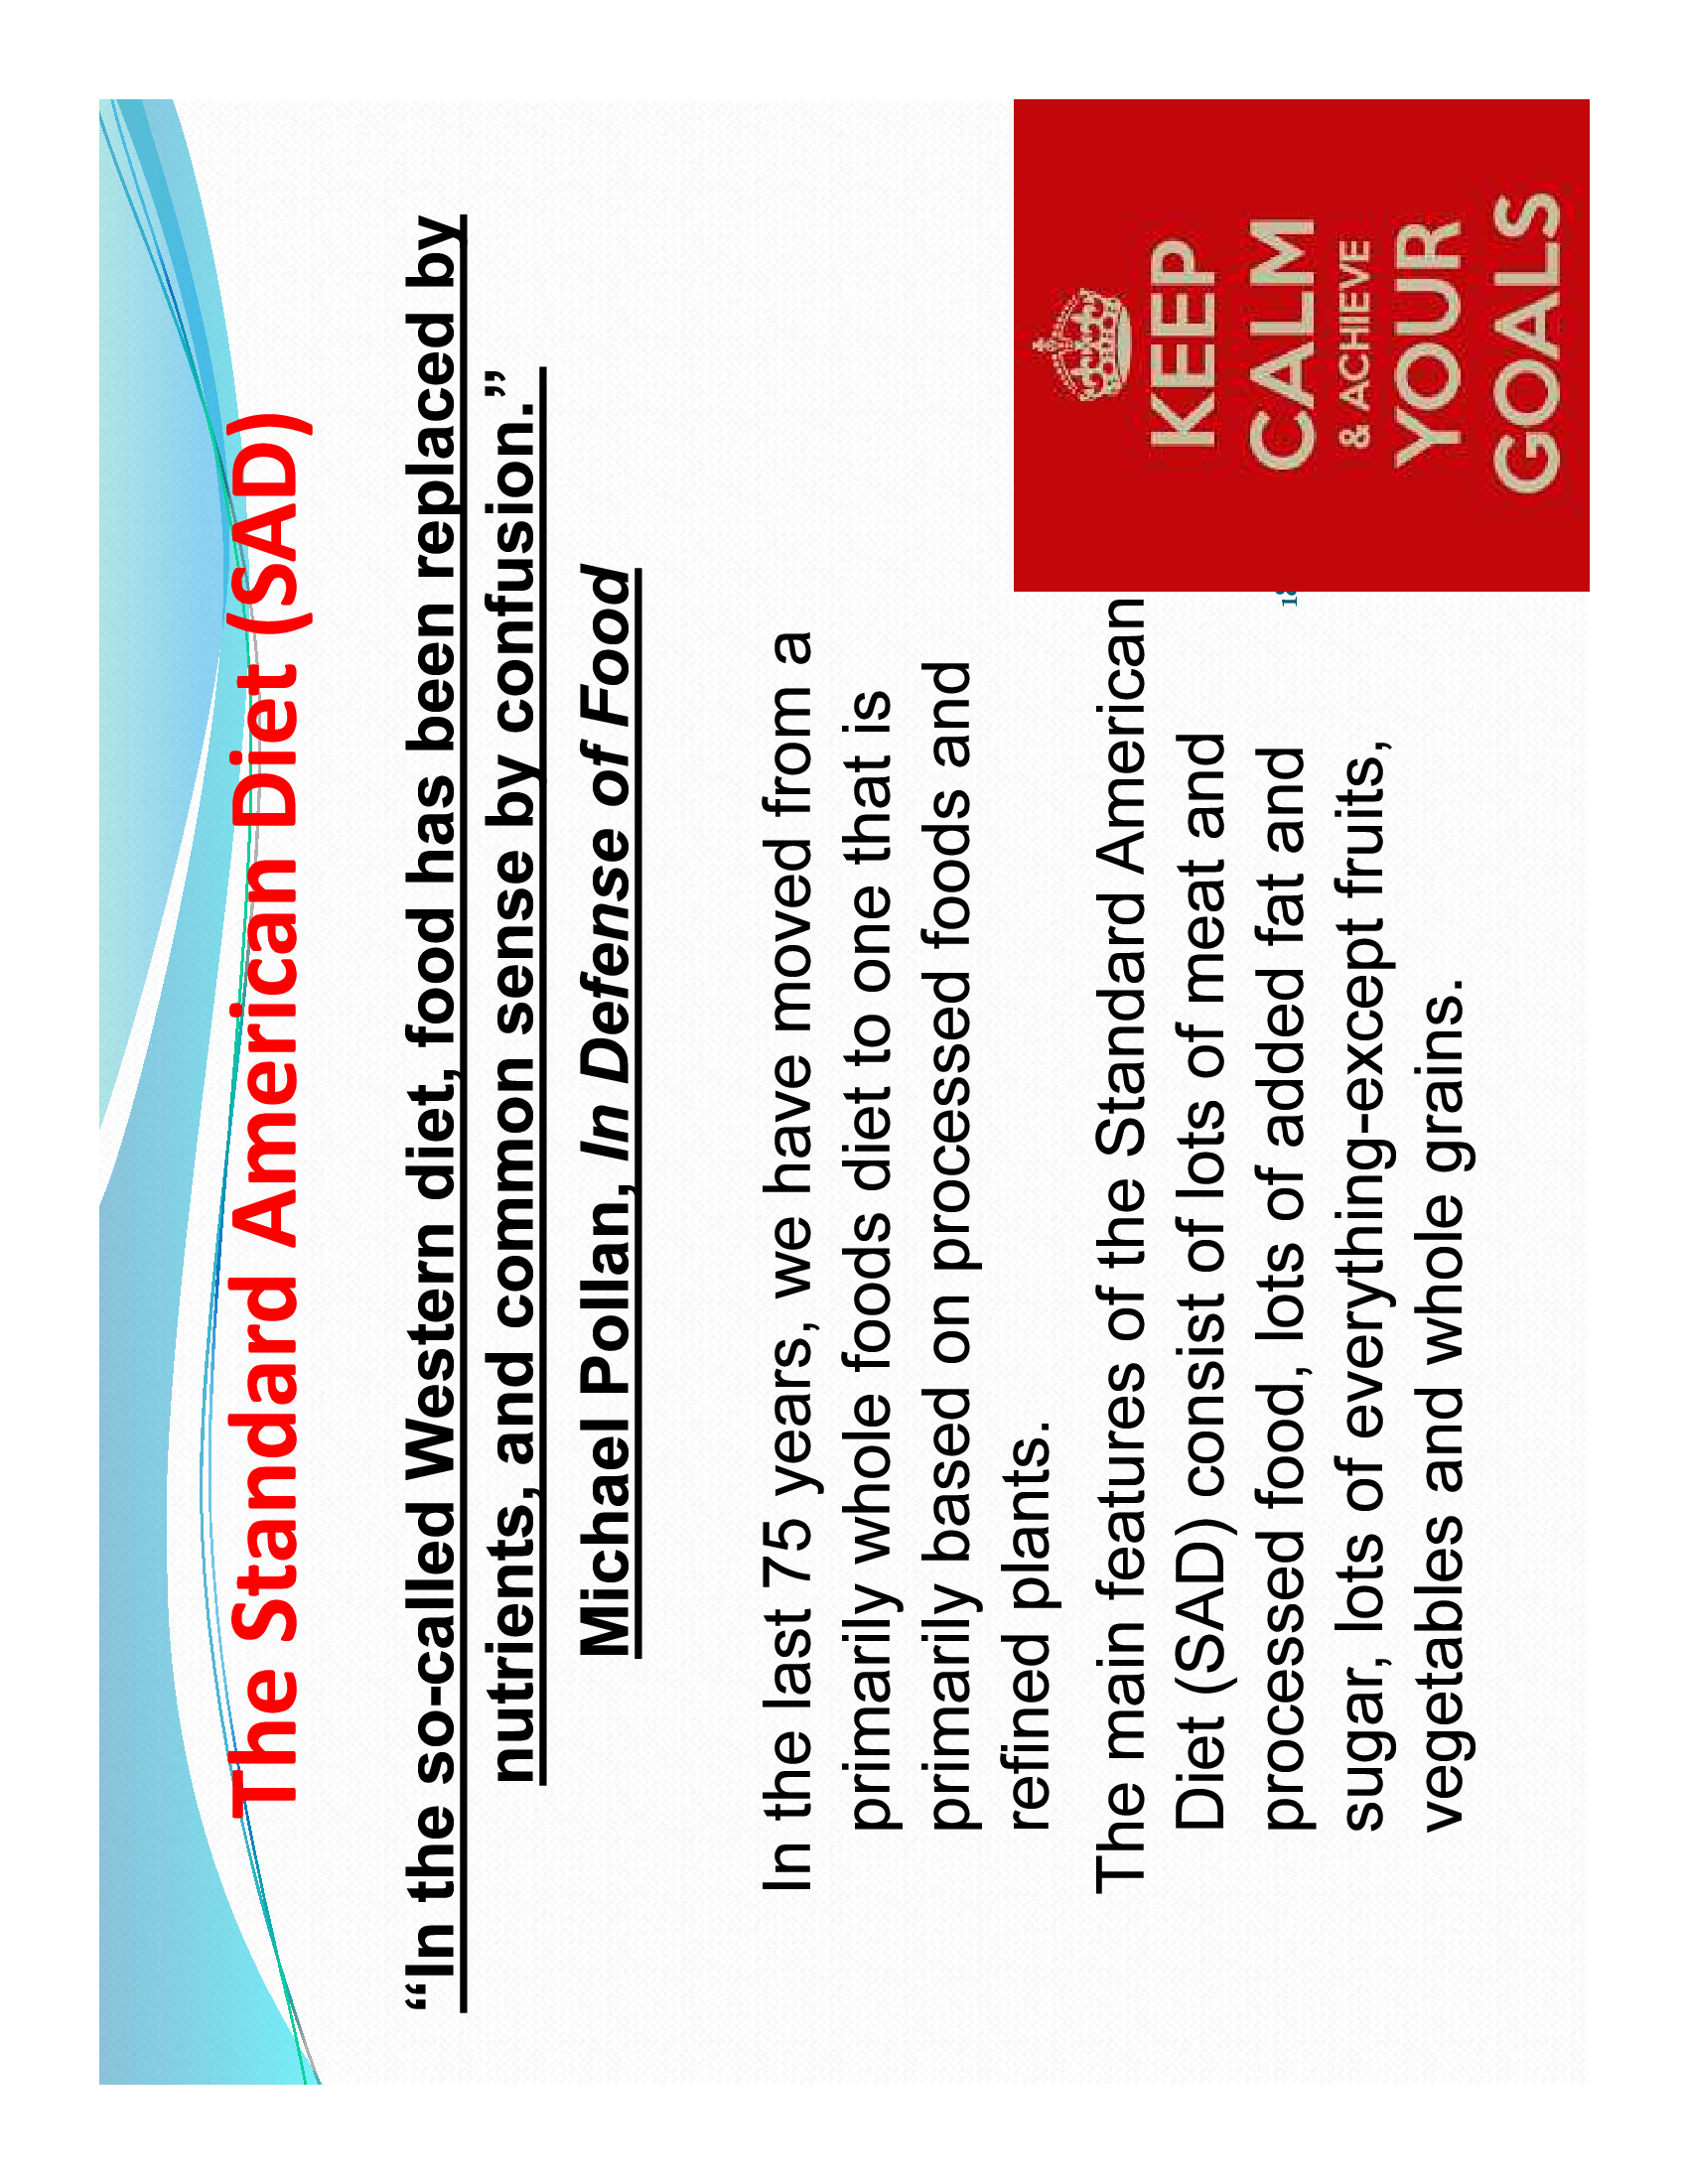 The Standard American Diet (SAD)
“In the so-called Western diet, food has been replaced by
nutrients, and common sense by confusion.”
Michael Pollan, In Defense of Food
In the last 75 years, we have moved from a
primarily whole foods diet to one that is
primarily based on processed foods and
refined plants.
The main features of the Standard American
Diet (SAD) consist of lots of meat and
processed food, lots of added fat and
sugar, lots of everything-except fruits,
vegetables and whole grains.
KEEP
CALM
& ACHIEVE
YOUR
GOALS